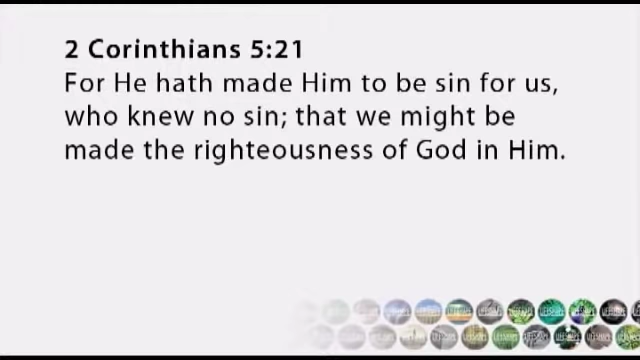 2 Corinthians 5:21
For He hath made Him to be sin for us,
who knew no sin; that we might be
made the righteousness of God in Him.